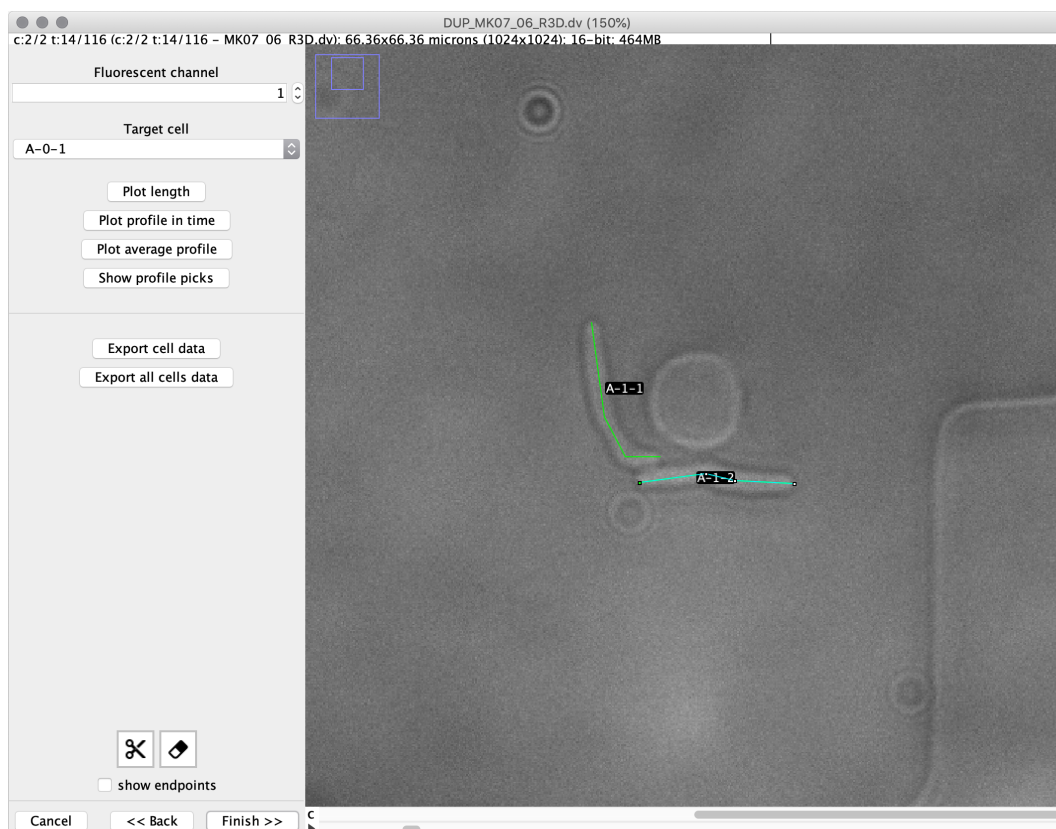 DUP_MK07_06_R3D.dv (150%)
c:2/2 t:14/116 (c:2/2 t:14/116 - MK07_06_R3D.dv); 66.36x66.36 microns (1024x1024); 16-bit; 464MB
Fluorescent channel
1
Target cell
A-0-1
Plot length
Plot profile in time
Plot average profile
Show profile picks
Export cell data
Export all cells data
A-1-1
A-1-2
show endpoints
Cancel
<< Back
Finish >>
c